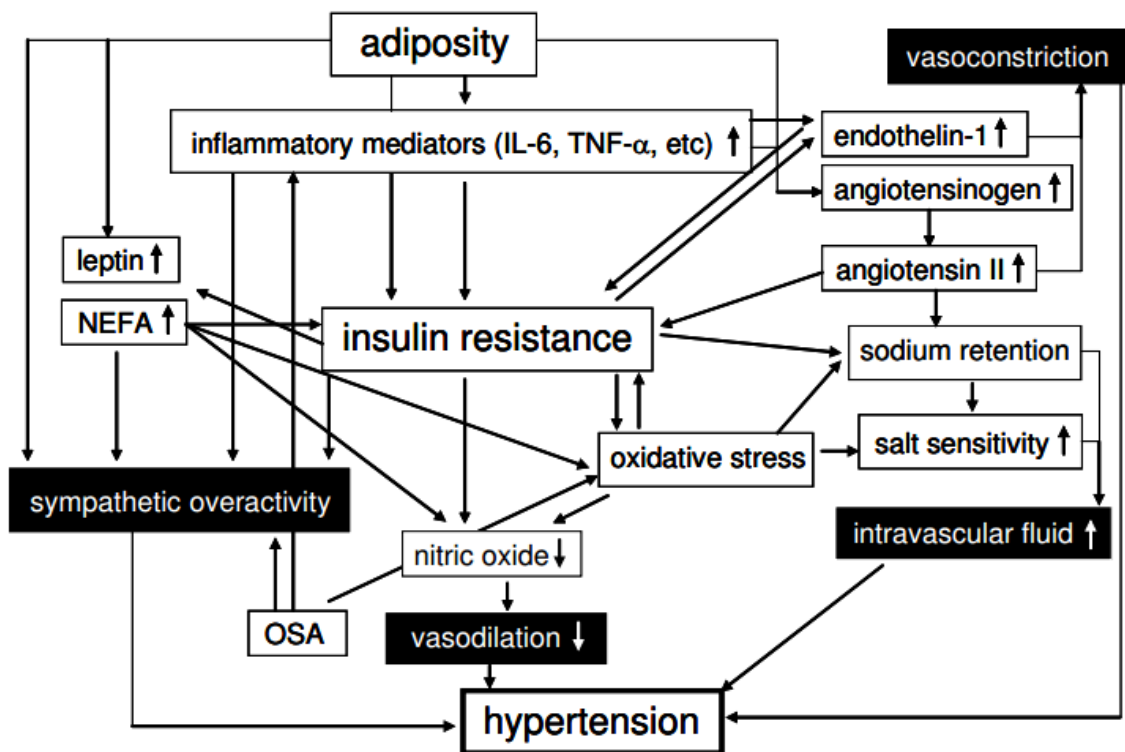 adiposity
vasoconstriction
inflammatory mediators (IL-6, TNF-α, etc) ↑
endothelin-1 ↑
angiotensinogen ↑
leptin ↑
angiotensin II ↑
NEFA ↑
insulin resistance
sodium retention
salt sensitivity ↑
oxidative stress
sympathetic overactivity
intravascular fluid ↑
nitric oxide ↓
OSA
vasodilation ↓
hypertension